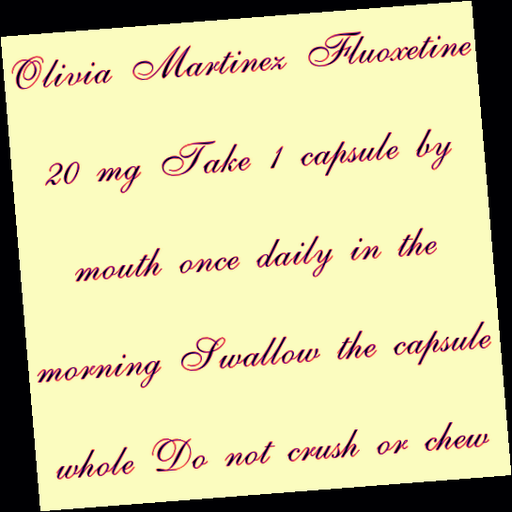 Olivia Martinez Fluoxetine
20 mg Take 1 capsule by
mouth once daily in the
morning Swallow the capsule
whole Do not crush or chew